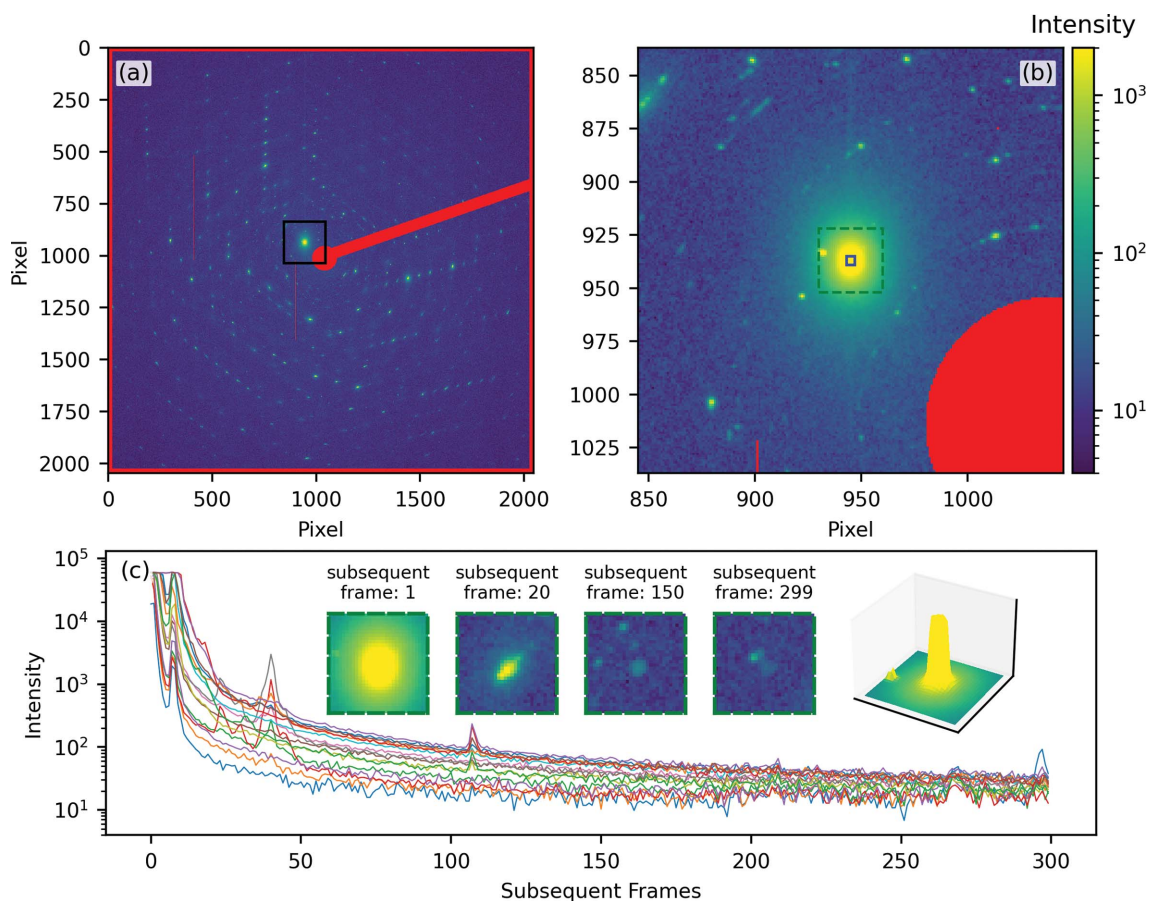 Intensity
(a)
0
250
500
750
1000
1250
1500
1750
2000
Pixel
0
500
1000
1500
2000
Pixel
(b)
850
875
900
925
950
975
1000
1025
850
900
950
1000
Pixel
10³
10²
10¹
(c)
10⁵
10⁴
10³
10²
10¹
Intensity
subsequent
frame: 1
subsequent
frame: 20
subsequent
frame: 150
subsequent
frame: 299
0
50
100
150
200
250
300
Subsequent Frames